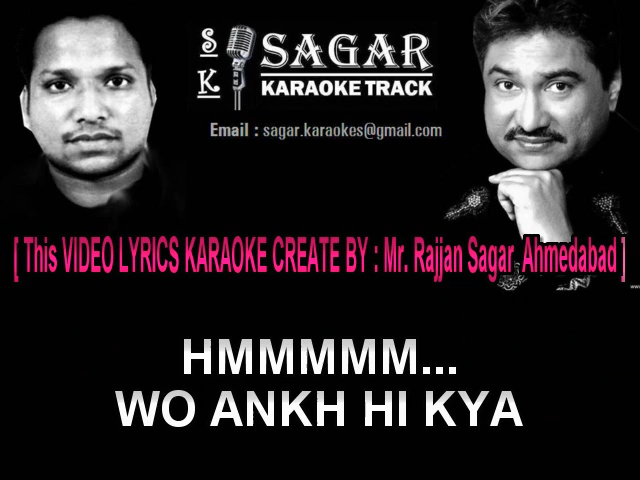 S K SAGAR
KARAOKE TRACK
Email : sagar.karaokes@gmail.com
[ This VIDEO LYRICS KARAOKE CREATE BY : Mr. Rajjan Sagar Ahmedabad ]
www
HMMMMM...
WO ANKH HI KYA